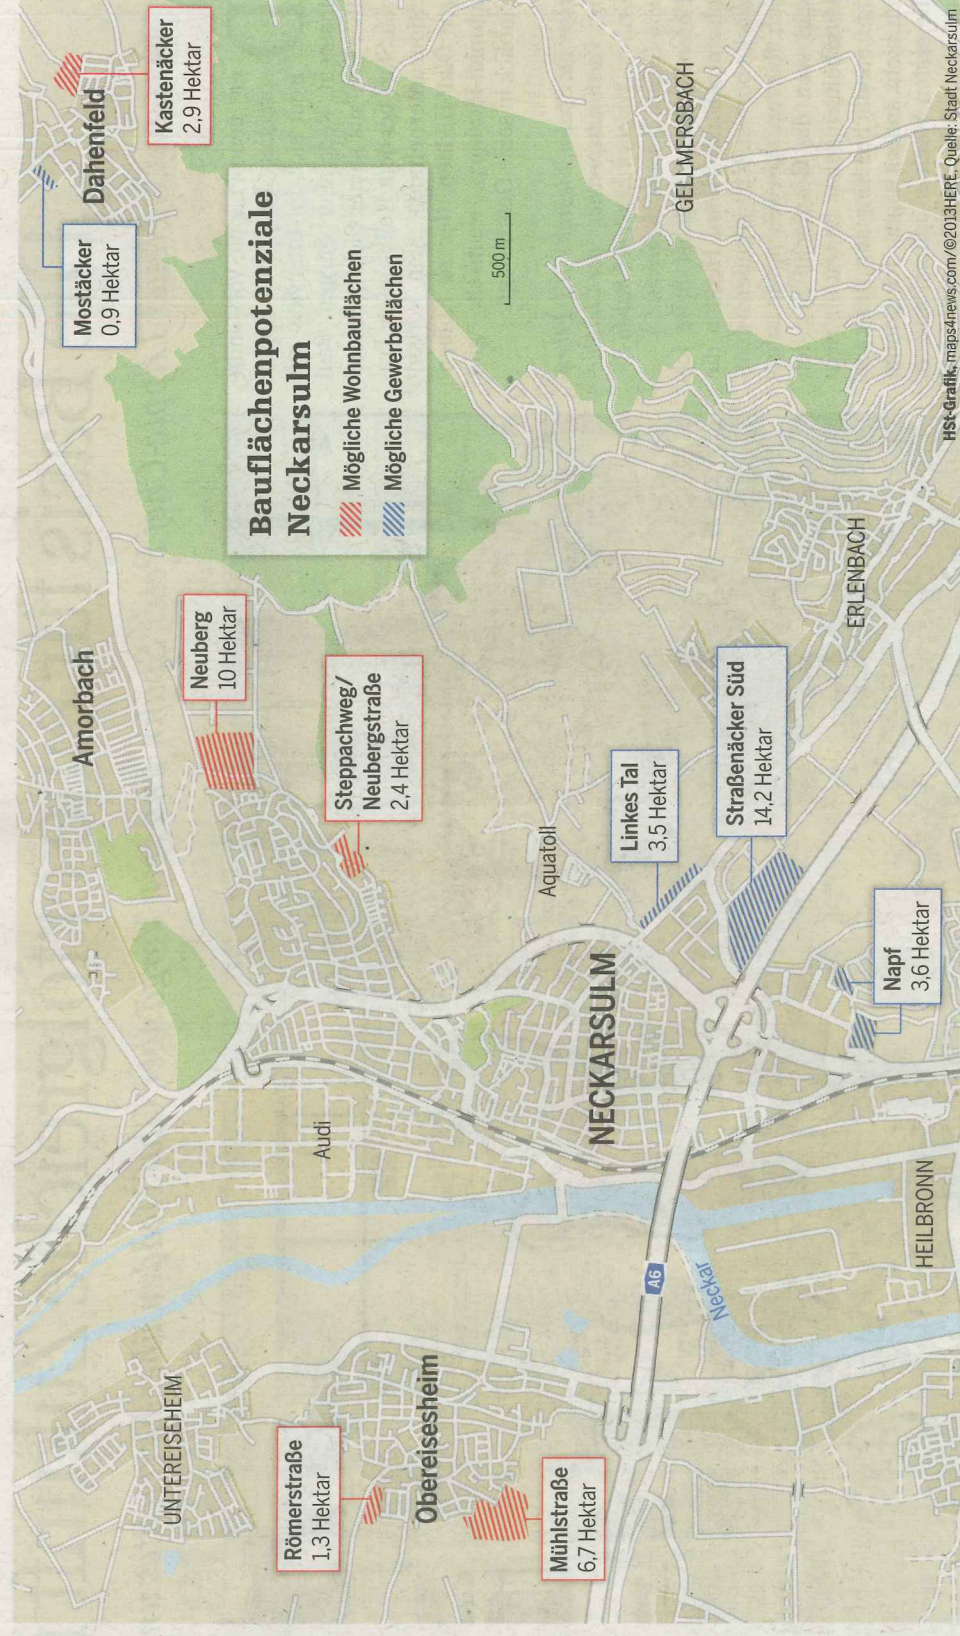 Bauflächenpotenziale
Neckarsulm
Mögliche Wohnbauflächen
Mögliche Gewerbeflächen
500 m
UNTEREISESHEIM
Römerstraße
1,3 Hektar
Obereisesheim
Mühlstraße
6,7 Hektar
A6
Neckar
HEILBRONN
Audi
NECKARSULM
Napf
3,6 Hektar
Aquatoll
Linkes Tal
3,5 Hektar
Straßenäcker Süd
14,2 Hektar
Steppachweg/
Neubergstraße
2,4 Hektar
Neuberg
10 Hektar
Amorbach
ERLENBACH
Mostäcker
0,9 Hektar
Dahenfeld
Kastenäcker
2,9 Hektar
GELLMERSBACH
HSt-Grafik, maps4news.com/©2013HERE, Quelle: Stadt Neckarsulm